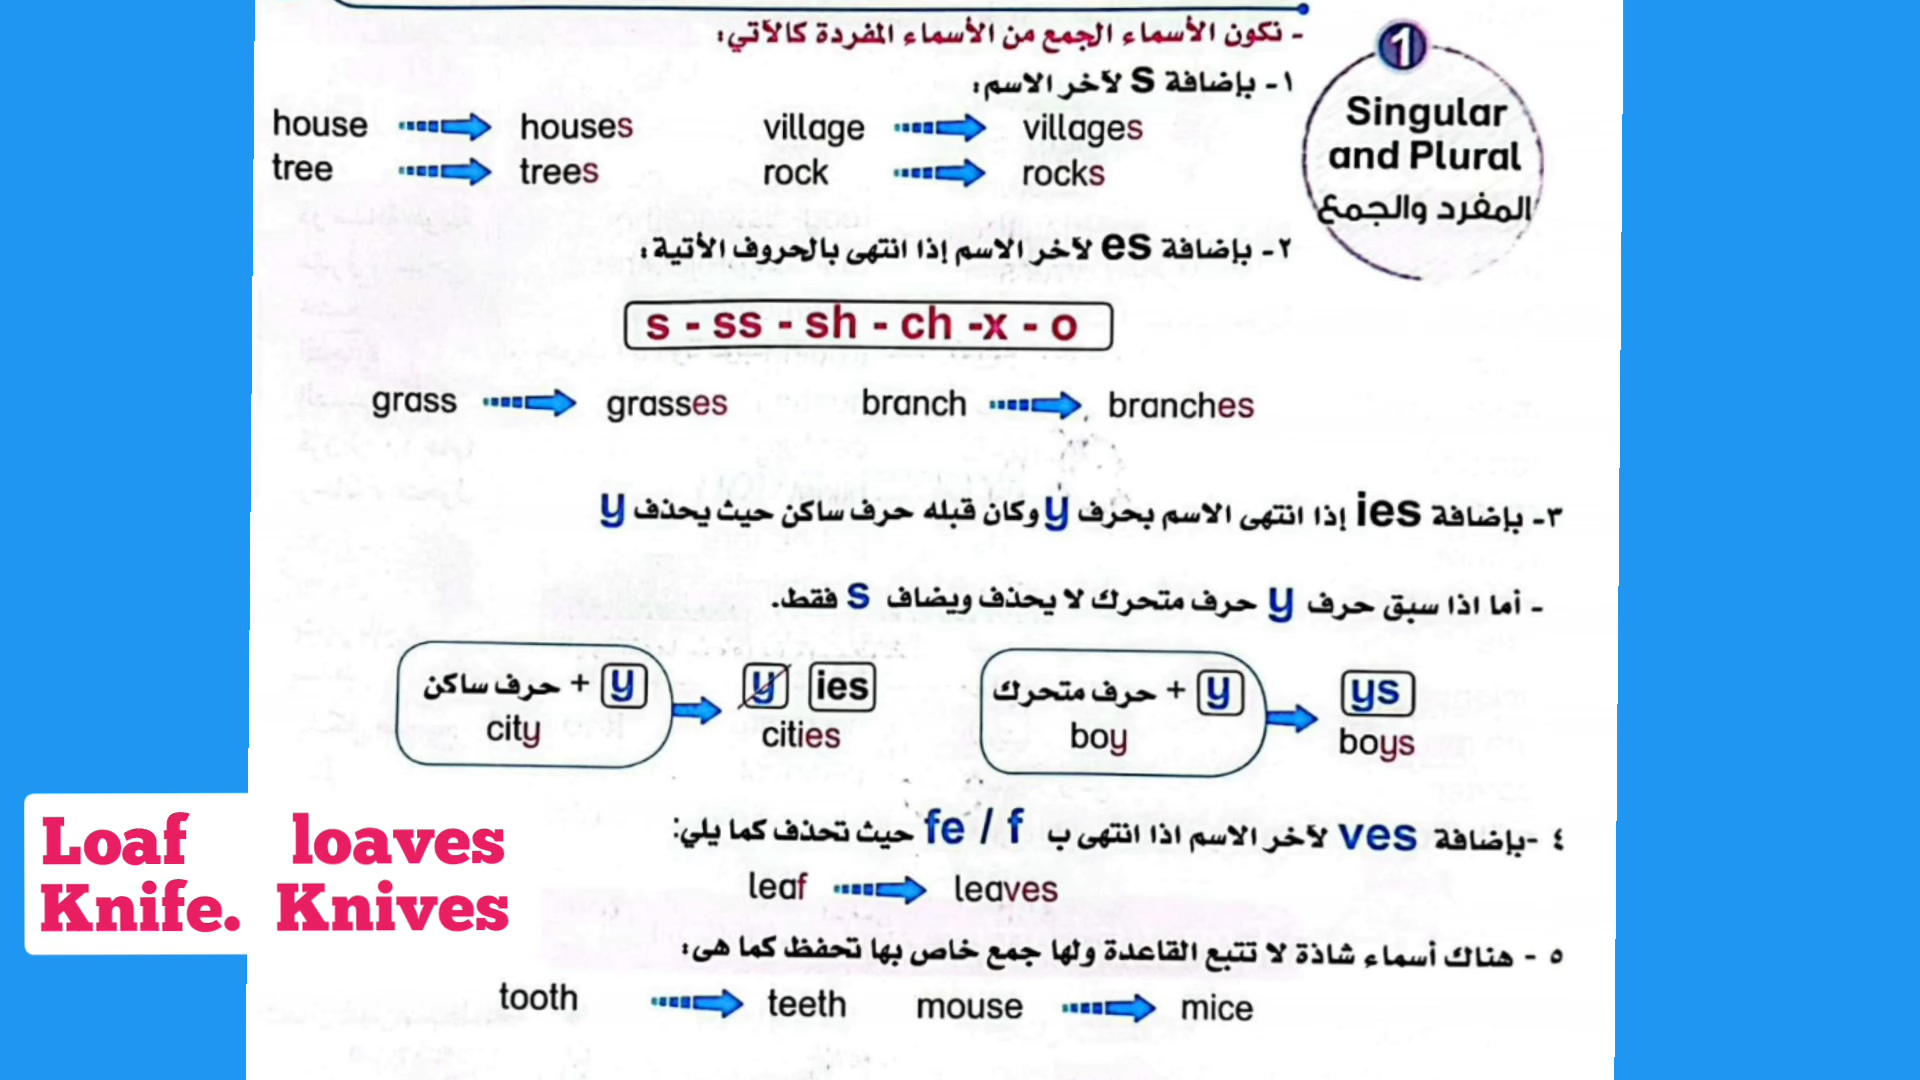 - نكون الأسماء الجمع من الأسماء المفردة كالآتي:
1
Singular
and Plural
المفرد والجمع
١- بإضافة s لآخر الاسم:
house houses village villages
tree trees rock rocks
٢- بإضافة es لآخر الاسم إذا انتهى بالحروف الأتية:
s - ss - sh - ch -x - o
grass grasses branch branches
٣- بإضافة ies إذا انتهى الاسم بحرف y وكان قبله حرف ساكن حيث يحذف y
- أما اذا سبق حرف y حرف متحرك لا يحذف ويضاف s فقط.
حرف ساكن + y y ies حرف متحرك + y ys
city cities boy boys
٤ -بإضافة ves لآخر الاسم اذا انتهى ب fe / f حيث تحذف كما يلي:
leaf leaves
Loaf loaves
Knife. Knives
٥ - هناك أسماء شاذة لا تتبع القاعدة ولها جمع خاص بها تحفظ كما هى:
tooth teeth mouse mice